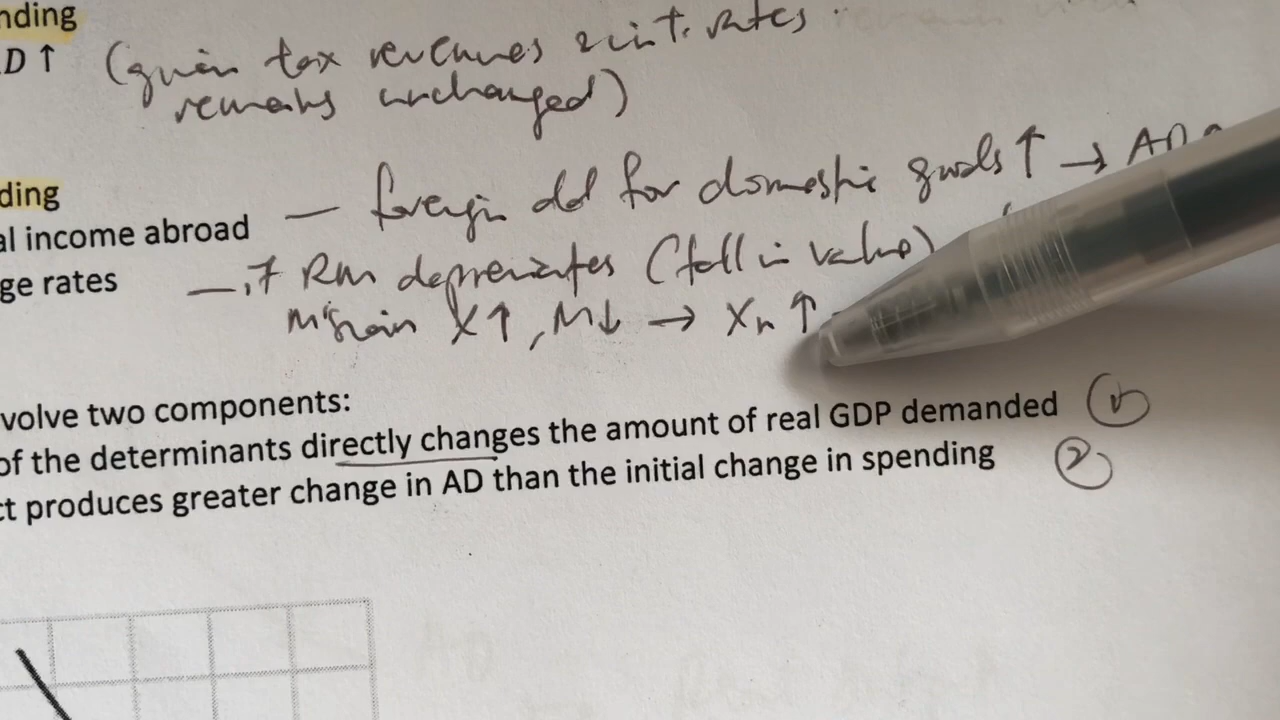 nding
D ↑ (given tax revenues & int. rates
remains unchanged)
ding
al income abroad — foreign dd for domestic goods ↑ → AD
ge rates — if RM depreciates (fall in value)
M'sian X↑, M↓ → Xn ↑
volve two components:
of the determinants directly changes the amount of real GDP demanded ①
ct produces greater change in AD than the initial change in spending ②